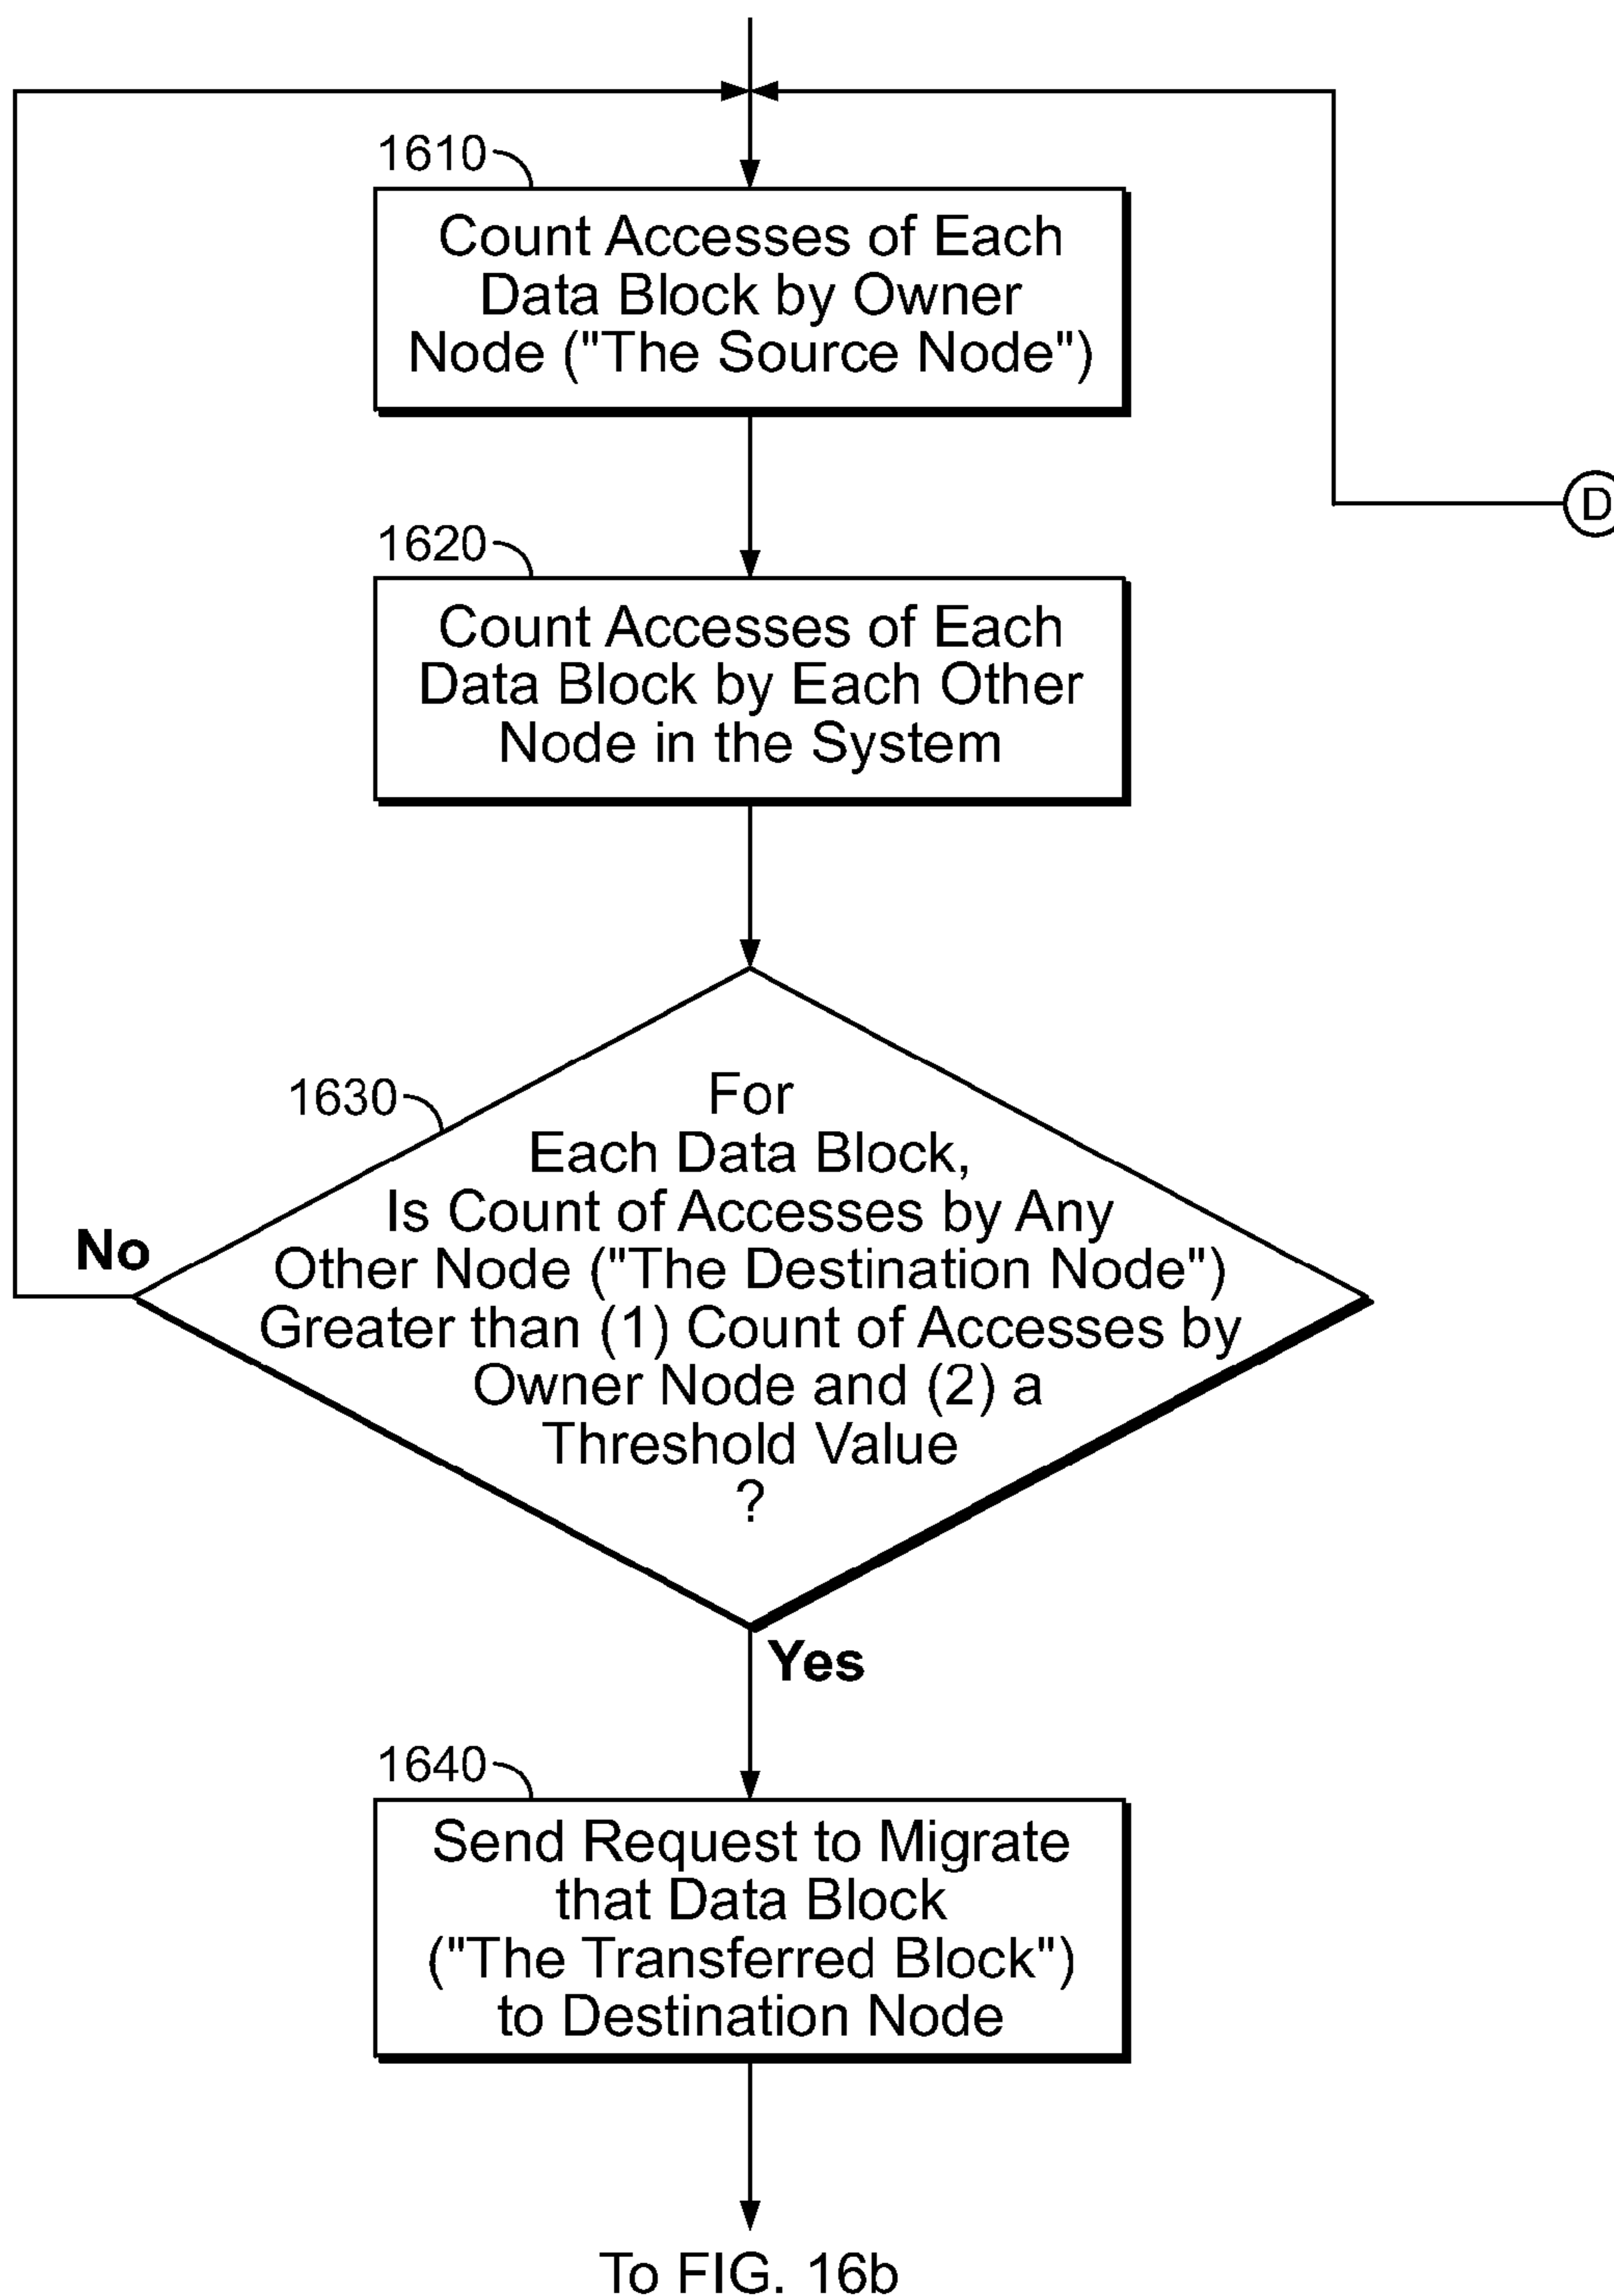 1610
Count Accesses of Each
Data Block by Owner
Node ("The Source Node")
D
1620
Count Accesses of Each
Data Block by Each Other
Node in the System
1630
For
Each Data Block,
Is Count of Accesses by Any
Other Node ("The Destination Node")
Greater than (1) Count of Accesses by
Owner Node and (2) a
Threshold Value
?
No
Yes
1640
Send Request to Migrate
that Data Block
("The Transferred Block")
to Destination Node
To FIG. 16b